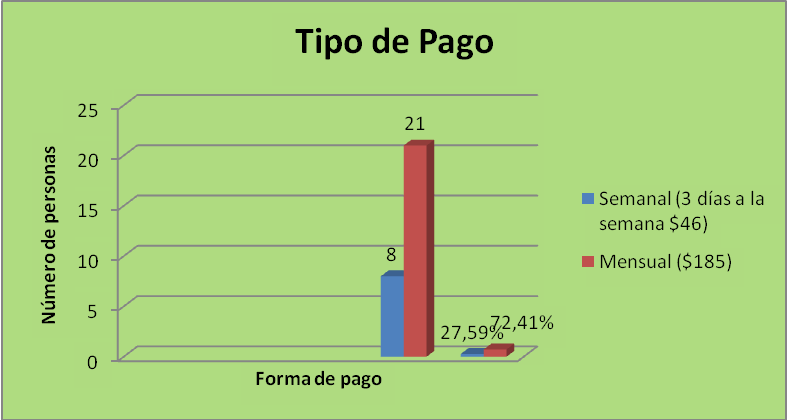 Tipo de Pago
25
20
15
10
5
0
Número de personas
21
8
27,59%
72,41%
Forma de pago
Semanal (3 días a la
semana $46)
Mensual ($185)